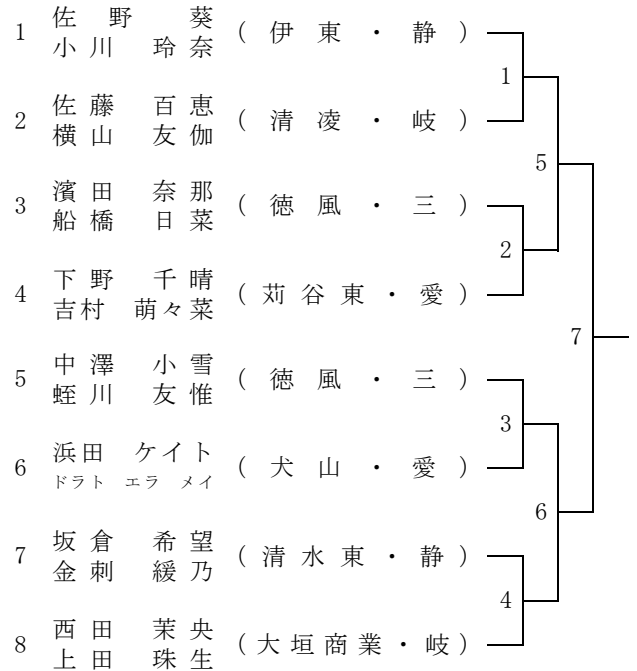 1 佐野 葵 (伊東・静)
小川 玲奈
1
2 佐藤 百恵 (清凌・岐)
横山 友伽
5
3 濱田 奈那 (徳風・三)
船橋 日菜
2
4 下野 千晴 (苅谷東・愛)
吉村 萌々菜
7
5 中澤 小雪 (徳風・三)
蛭川 友惟
3
6 浜田 ケイト (犬山・愛)
ドラト エラ メイ
6
7 坂倉 希望 (清水東・静)
金刺 緩乃
4
8 西田 茉央 (大垣商業・岐)
上田 珠生